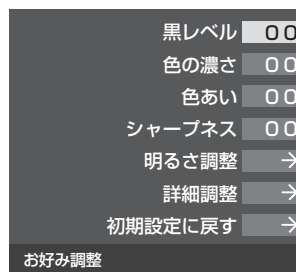 黒レベル 00
色の濃さ 00
色あい 00
シャープネス 00
明るさ調整 →
詳細調整 →
初期設定に戻す →
お好み調整